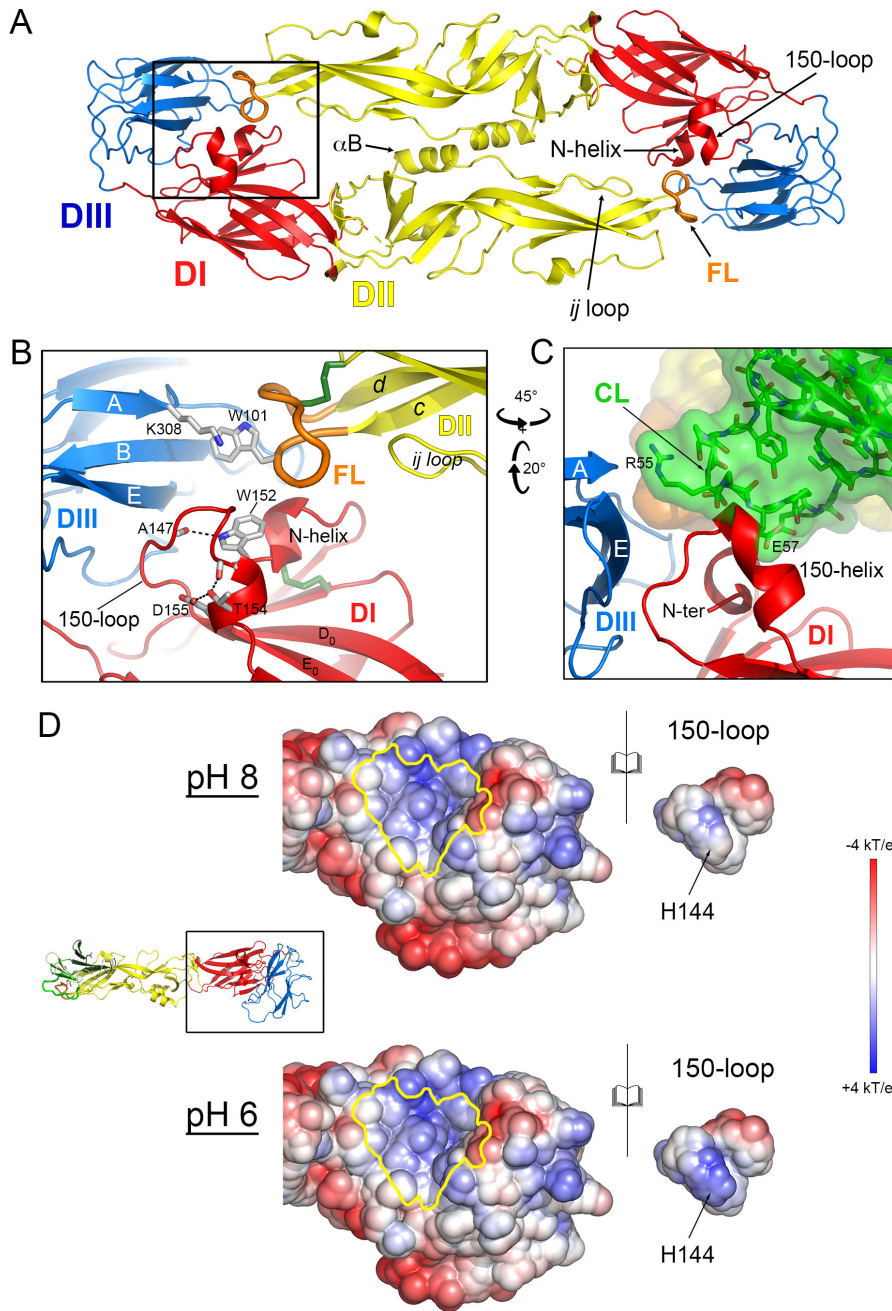 A
150-loop
αB
N-helix
DIII
DI
DII
FL
ij loop
B
C
A
W101
d
c
DII
K308
B
FL
ij loop
E
W152
DIII
A147
N-helix
150-loop
DI
D155
T154
D₀
E₀
45°
20°
CL
A
R55
E
E57
150-helix
N-ter
DIII
DI
D
pH 8
150-loop
H144
-4 kT/e
+4 kT/e
pH 6
150-loop
H144